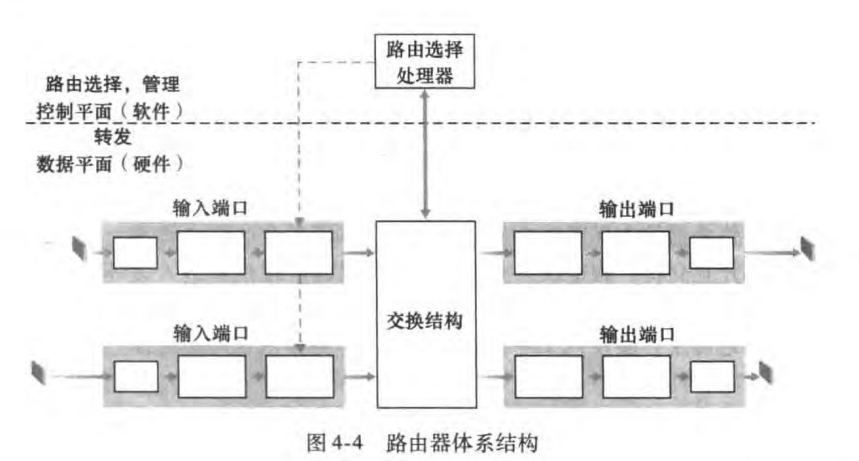 路由选择
处理器
路由选择，管理
控制平面（软件）
转发
数据平面（硬件）
输入端口
输出端口
交换结构
输入端口
输出端口
图 4-4 路由器体系结构